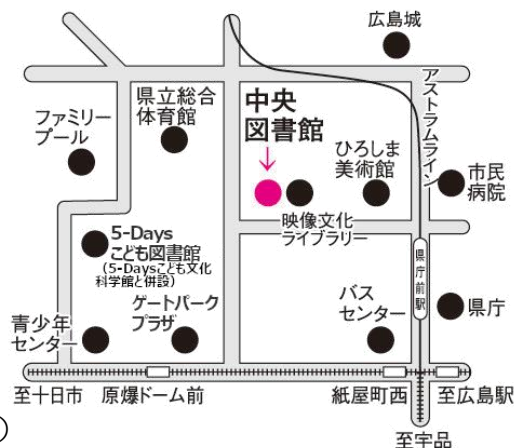 広島城
県立総合
体育館
中央
図書館
アストラムライン
ファミリー
プール
ひろしま
美術館
市民
病院
映像文化
ライブラリー
5-Days
こども図書館
(5-Daysこども文化
科学館と併設)
県庁前駅
ゲートパーク
プラザ
バス
センター
県庁
青少年
センター
至十日市
原爆ドーム前
紙屋町西
至広島駅
至宇品